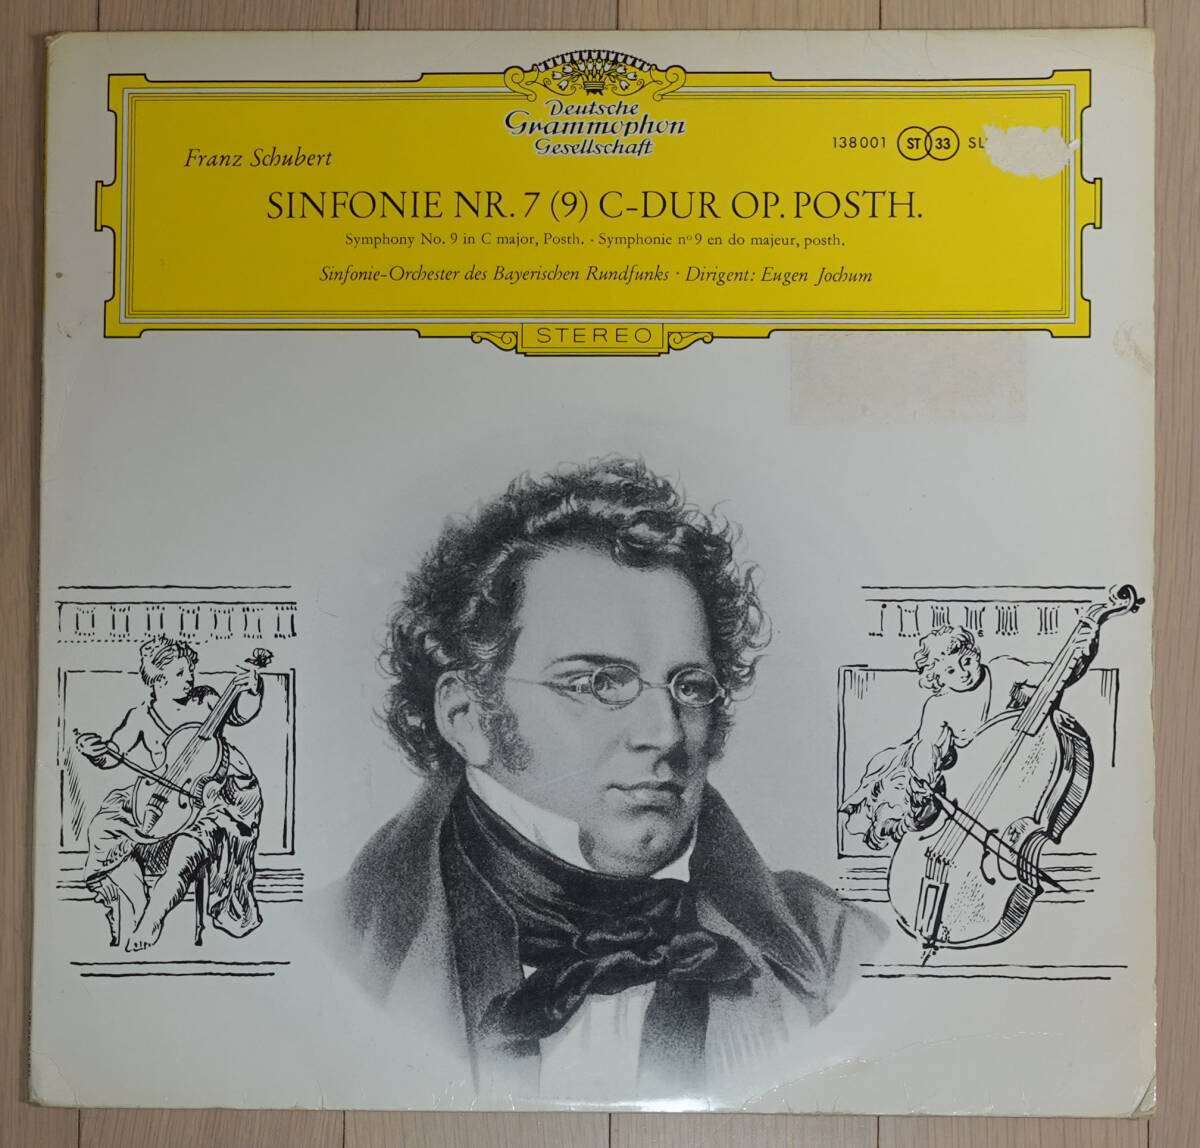 Deutsche
Grammophon
Gesellschaft
138001 ST 33
Franz Schubert
SINFONIE NR. 7 (9) C-DUR OP. POSTH.
Symphony No. 9 in C major, Posth. · Symphonie nº 9 en do majeur, posth.
Sinfonie-Orchester des Bayerischen Rundfunks · Dirigent: Eugen Jochum
STEREO